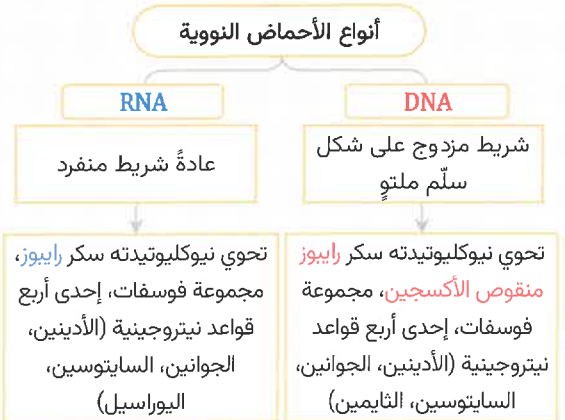 أنواع الأحماض النووية
DNA
شريط مزدوج على شكل
سلّم ملتوٍ
تحوي نيوكليوتيدته سكر رايبوز
منقوص الأكسجين، مجموعة
فوسفات، إحدى أربع قواعد
نيتروجينية (الأدينين، الجوانين،
السايتوسين، الثايمين)
RNA
عادةً شريط منفرد
تحوي نيوكليوتيدته سكر رايبوز،
مجموعة فوسفات، إحدى أربع
قواعد نيتروجينية (الأدينين،
الجوانين، السايتوسين،
اليوراسيل)